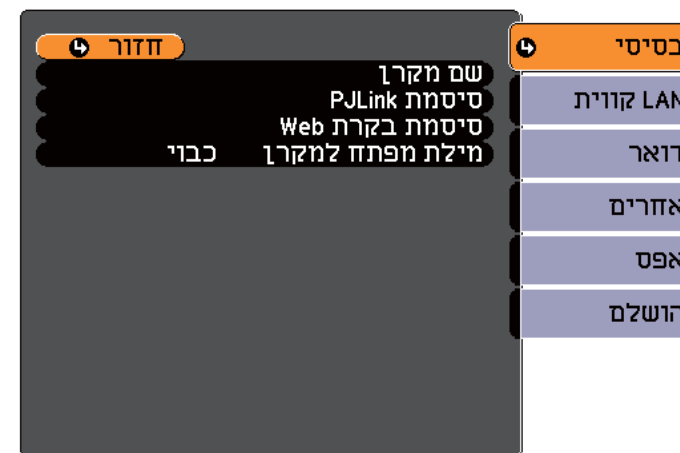 חזור
שם מקרן
סיסמת PJLink
סיסמת בקרת Web
מילת מפתח למקרן כבוי
בסיסי
LAN קווית
דואר
אחרים
אפס
הושלם